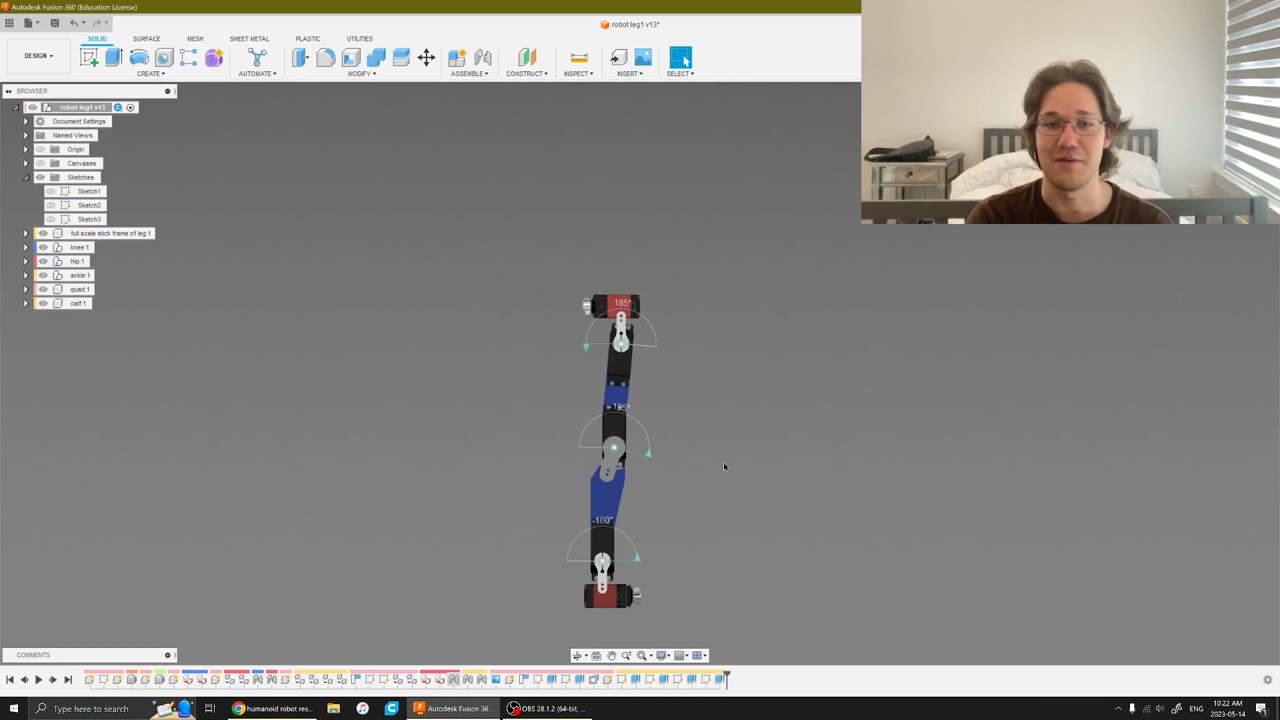 Autodesk Fusion 360 (Education License)
robot leg1 v13*
SOLID SURFACE MESH SHEET METAL PLASTIC UTILITIES
DESIGN
CREATE AUTOMATE MODIFY ASSEMBLE CONSTRUCT INSPECT INSERT SELECT
BROWSER
robot leg1 v13
Document Settings
Named Views
Origin
Canvases
Sketches
Sketch1
Sketch2
Sketch3
full scale stick frame of leg:1
knee:1
Hip:1
ankle:1
quad:1
calf:1
185°
-195°
-180°
COMMENTS
Type here to search
humanoid robot res...
Autodesk Fusion 36...
OBS 28.1.2 (64-bit, ...
ENG
10:22 AM
2023-05-14